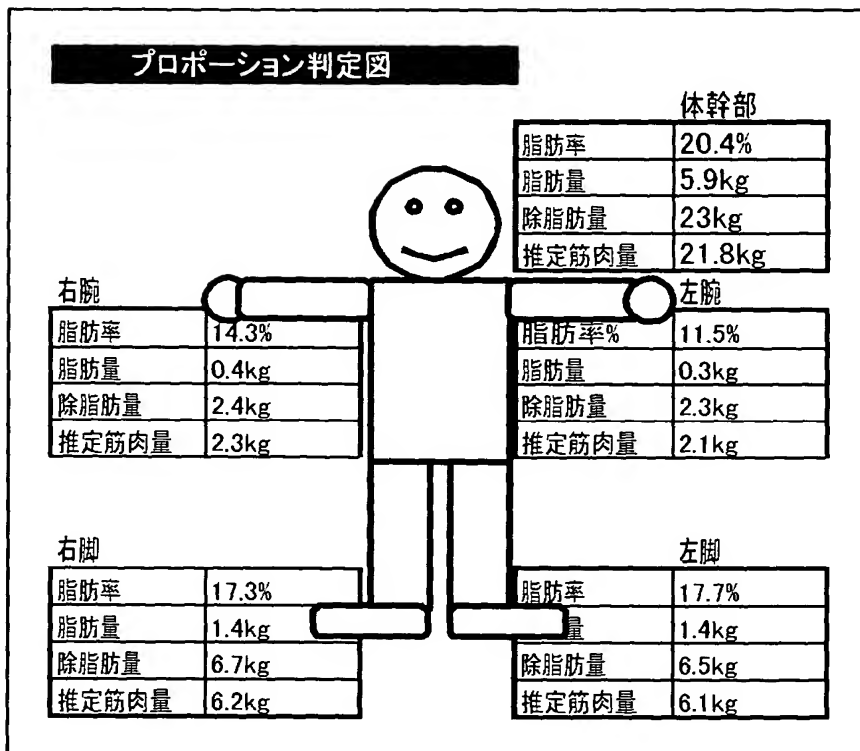 プロポーション判定図
体幹部
脂肪率 20.4%
脂肪量 5.9kg
除脂肪量 23kg
推定筋肉量 21.8kg
右腕
脂肪率 14.3%
脂肪量 0.4kg
除脂肪量 2.4kg
推定筋肉量 2.3kg
左腕
脂肪率% 11.5%
脂肪量 0.3kg
除脂肪量 2.3kg
推定筋肉量 2.1kg
右脚
脂肪率 17.3%
脂肪量 1.4kg
除脂肪量 6.7kg
推定筋肉量 6.2kg
左脚
脂肪率 17.7%
量 1.4kg
除脂肪量 6.5kg
推定筋肉量 6.1kg